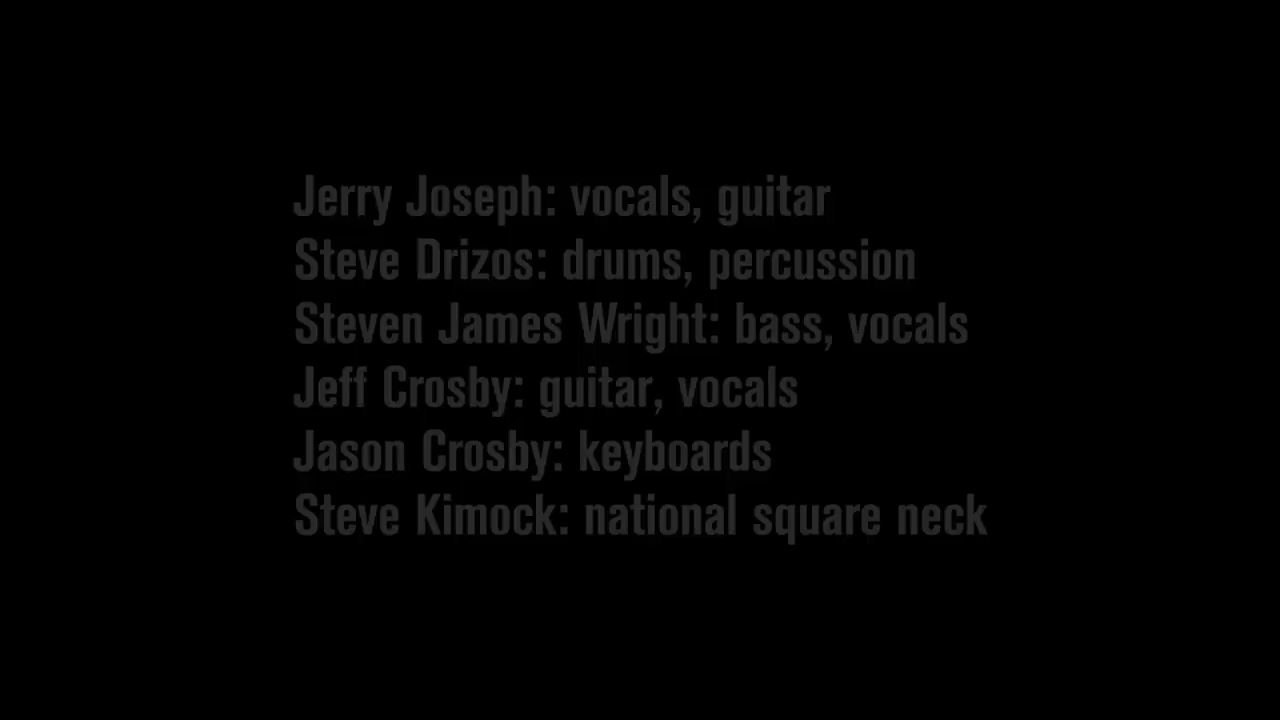 Jerry Joseph: vocals, guitar
Steve Drizos: drums, percussion
Steven James Wright: bass, vocals
Jeff Crosby: guitar, vocals
Jason Crosby: keyboards
Steve Kimock: national square neck